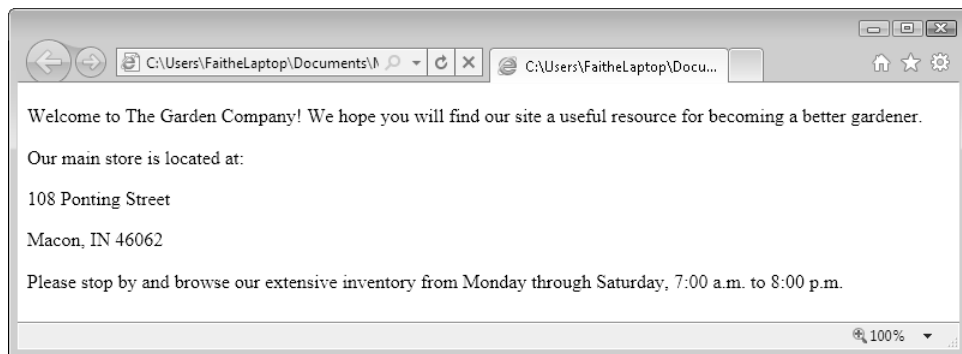 C:\Users\FaitheLaptop\Documents\N
C:\Users\FaitheLaptop\Docu...
Welcome to The Garden Company! We hope you will find our site a useful resource for becoming a better gardener.
Our main store is located at:
108 Ponting Street
Macon, IN 46062
Please stop by and browse our extensive inventory from Monday through Saturday, 7:00 a.m. to 8:00 p.m.
100%